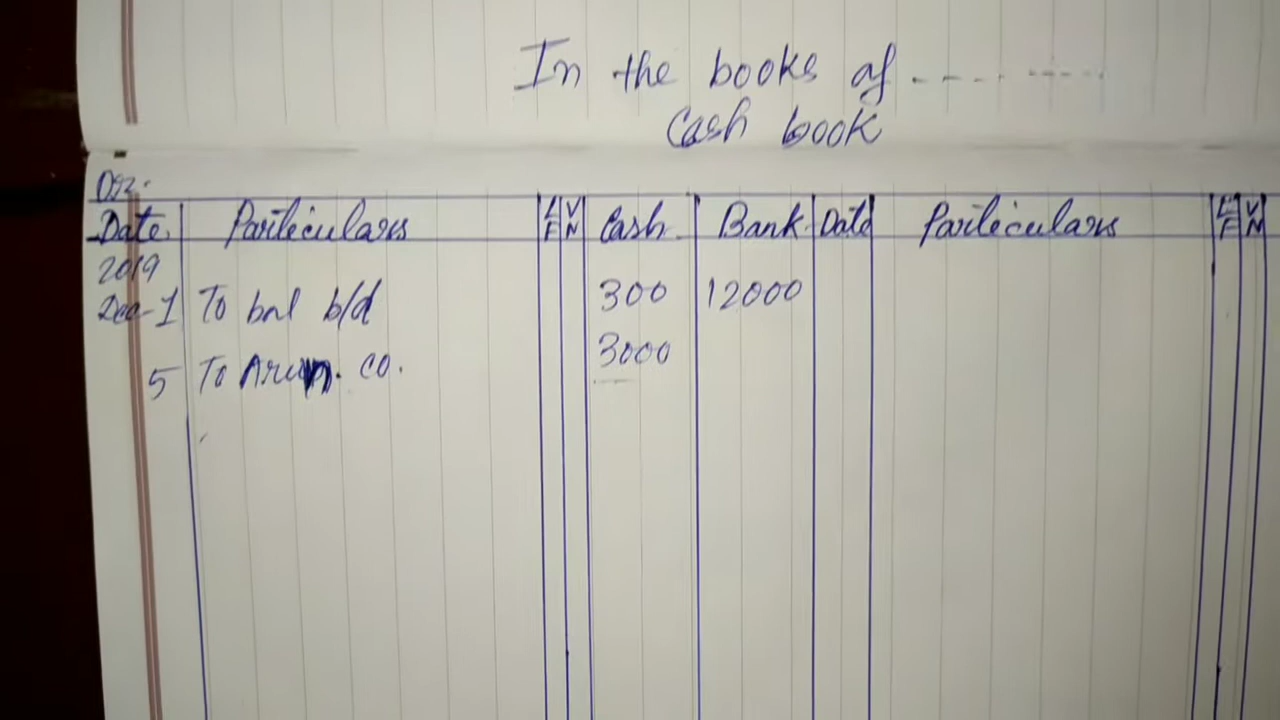 In the books of
Cash book
Dr.
Date Particulars L F V N Cash Bank Date Particulars L F V N
2019
Dec-1 To bal b/d 300 12000
5 To Arun. co. 3000